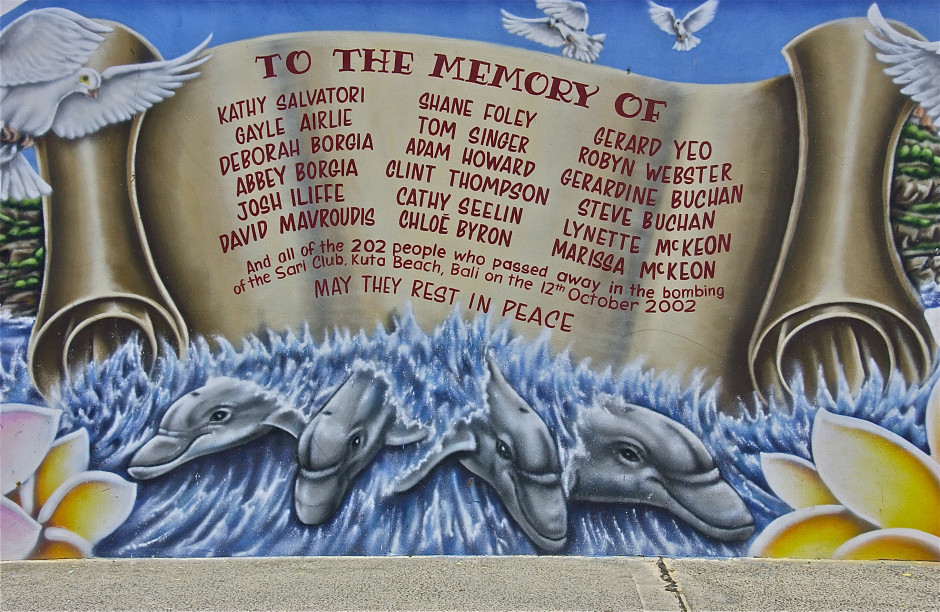 TO THE MEMORY OF
KATHY SALVATORI
GAYLE AIRLIE
DEBORAH BORGIA
ABBEY BORGIA
JOSH ILIFFE
DAVID MAVROUDIS
SHANE FOLEY
TOM SINGER
ADAM HOWARD
CLINT THOMPSON
CATHY SEELIN
CHLOÉ BYRON
GERARD YEO
ROBYN WEBSTER
GERARDINE BUCHAN
STEVE BUCHAN
LYNETTE McKEON
MARISSA McKEON
And all of the 202 people who passed away in the bombing
of the Sari Club, Kuta Beach, Bali on the 12th October 2002
MAY THEY REST IN PEACE